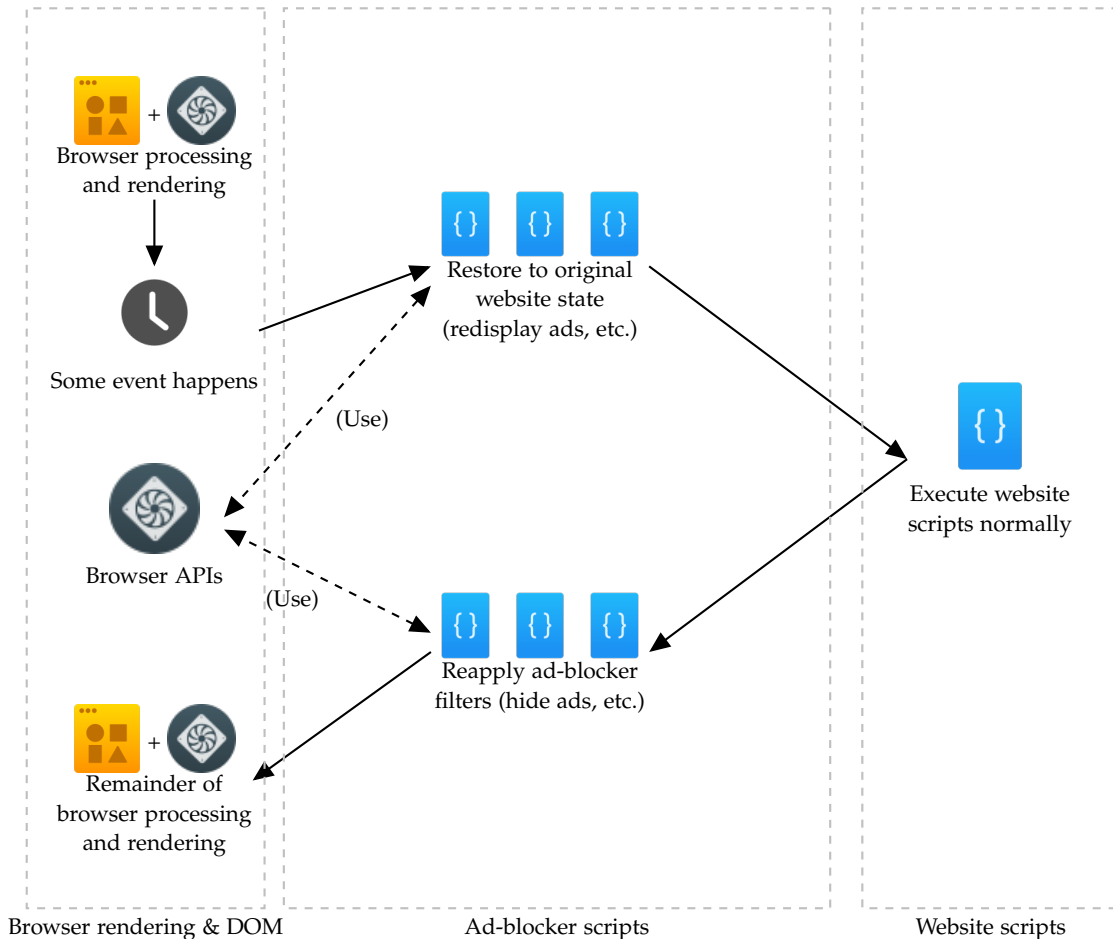 +
Browser processing
and rendering
Some event happens
Browser APIs
+
Remainder of
browser processing
and rendering
Browser rendering & DOM
{ } { } { }
Restore to original
website state
(redisplay ads, etc.)
(Use)
(Use)
{ } { } { }
Reapply ad-blocker
filters (hide ads, etc.)
Ad-blocker scripts
{ }
Execute website
scripts normally
Website scripts